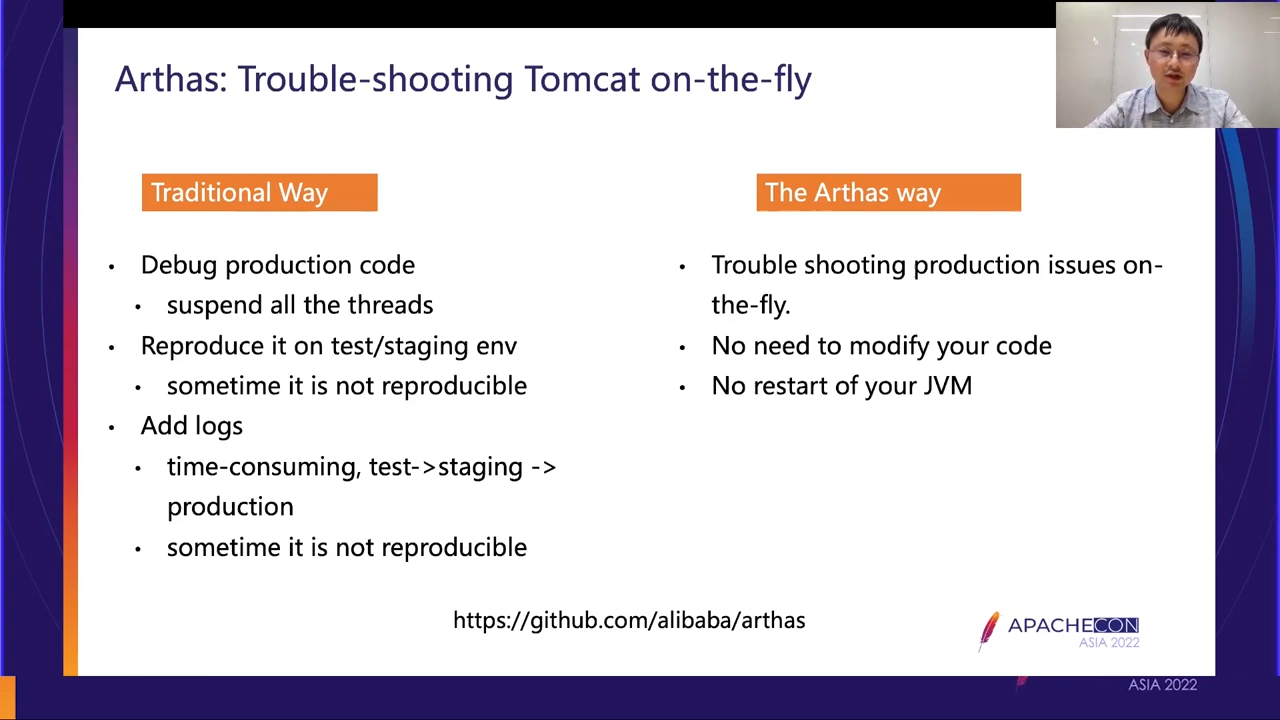 Arthas: Trouble-shooting Tomcat on-the-fly
Traditional Way
Debug production code
suspend all the threads
Reproduce it on test/staging env
sometime it is not reproducible
Add logs
time-consuming, test->staging ->
production
sometime it is not reproducible
The Arthas way
Trouble shooting production issues on-
the-fly.
No need to modify your code
No restart of your JVM
https://github.com/alibaba/arthas
APACHECON
ASIA 2022
ASIA 2022